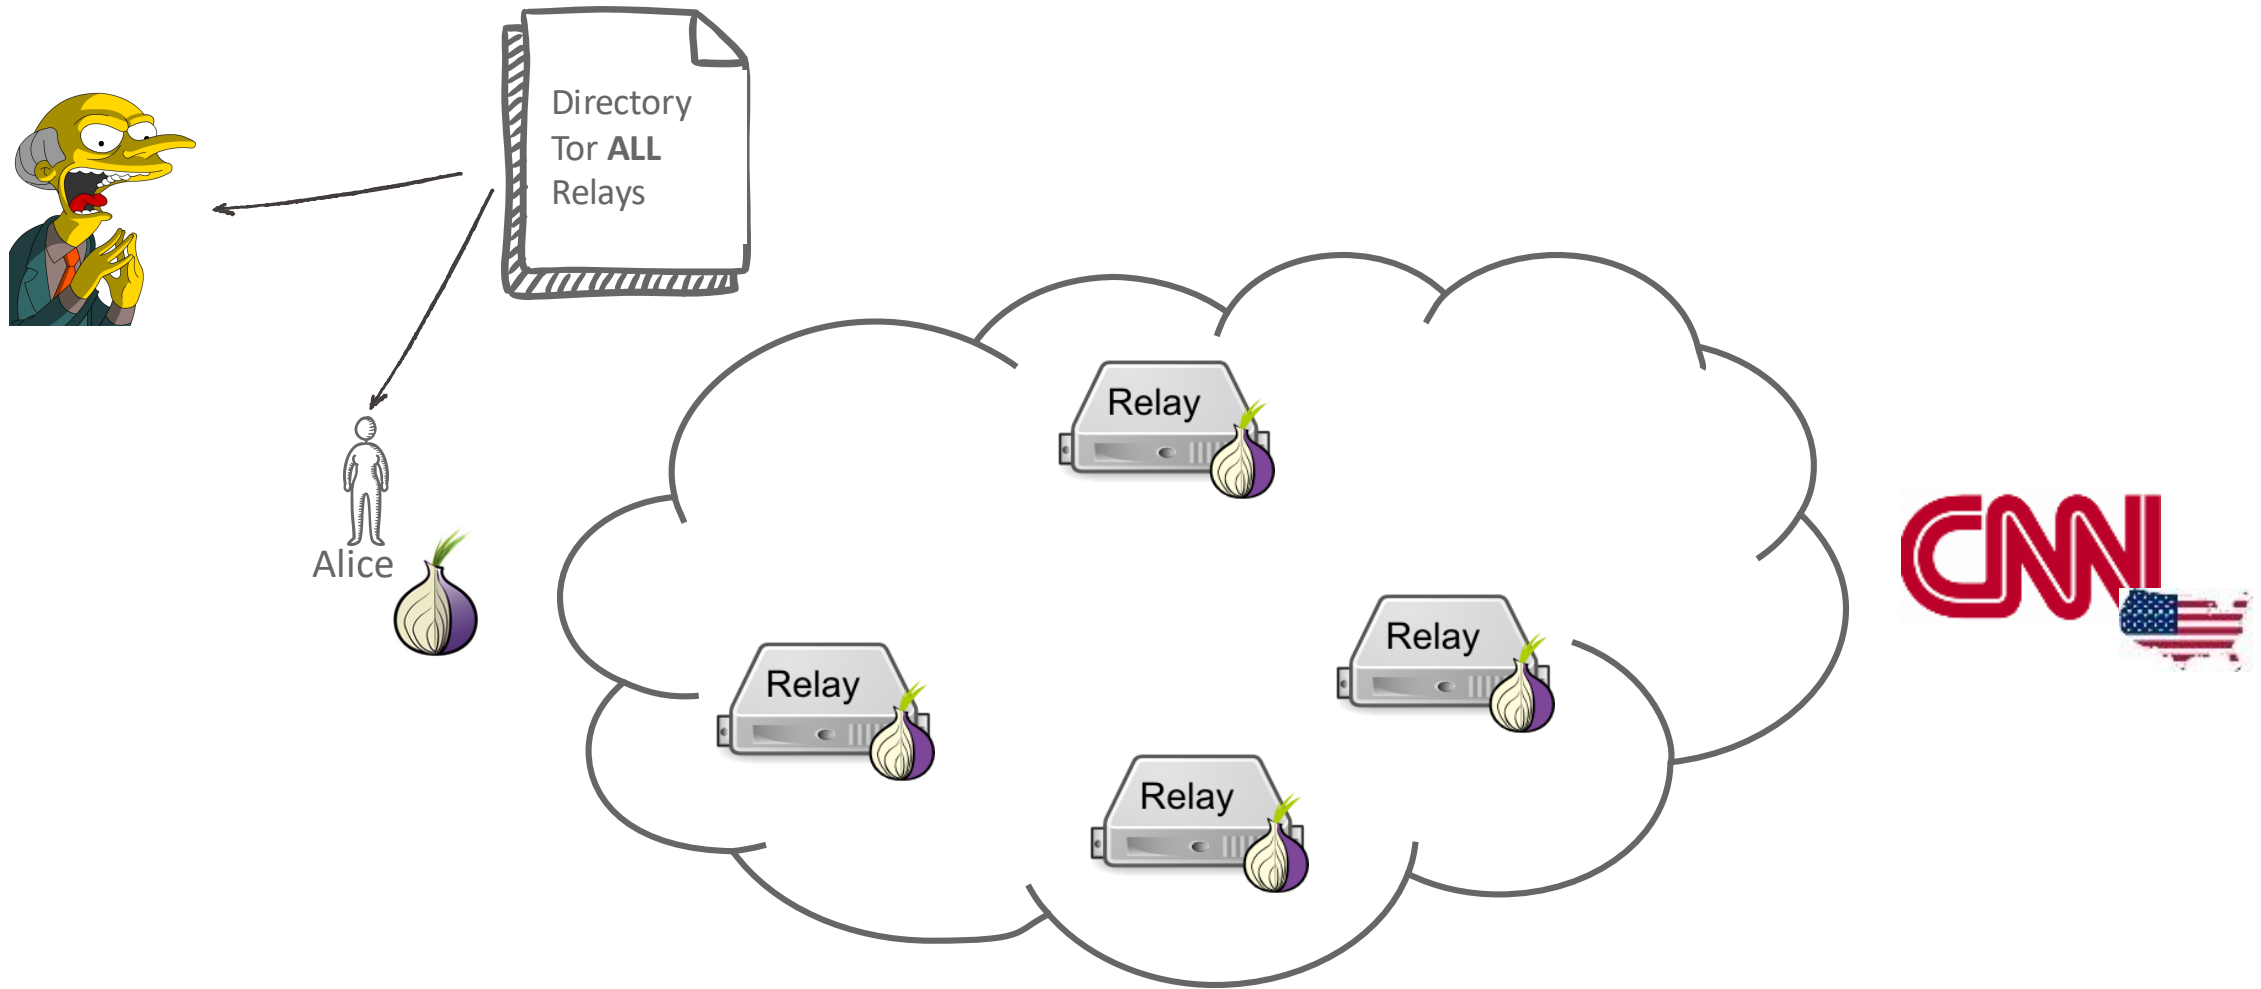 Directory
Tor ALL
Relays
Relay
Alice
CNN
Relay
Relay
Relay